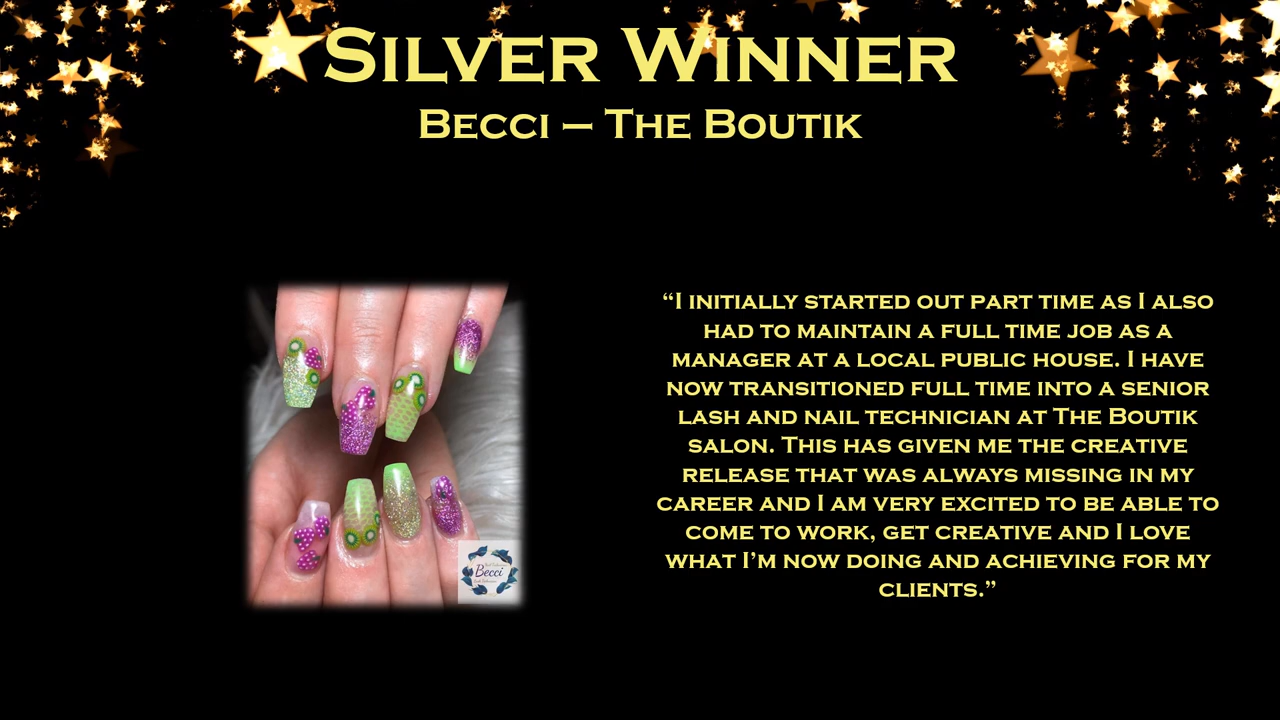 Silver Winner
Becci – The Boutik
“I initially started out part time as I also
had to maintain a full time job as a
manager at a local public house. I have
now transitioned full time into a senior
lash and nail technician at The Boutik
salon. This has given me the creative
release that was always missing in my
career and I am very excited to be able to
come to work, get creative and I love
what I’m now doing and achieving for my
clients.”
Becci